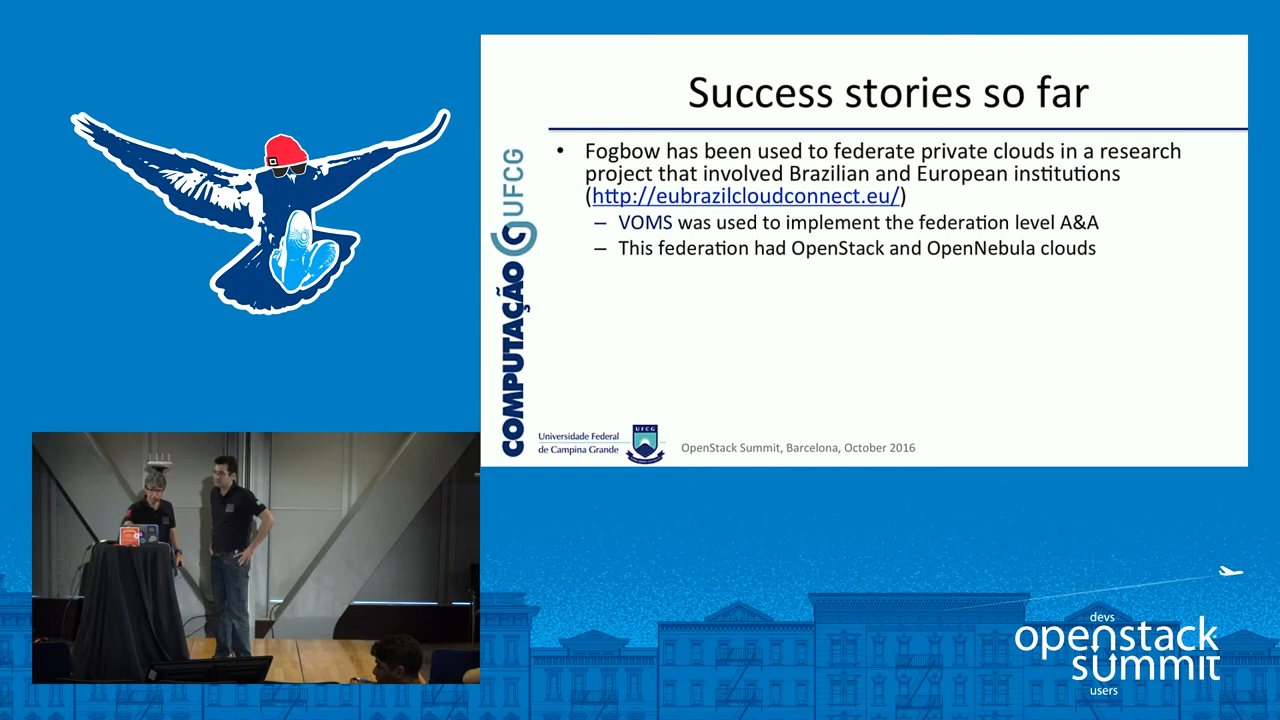 Success stories so far
• Fogbow has been used to federate private clouds in a research
project that involved Brazilian and European institutions
(http://eubrazilcloudconnect.eu/)
– VOMS was used to implement the federation level A&A
– This federation had OpenStack and OpenNebula clouds
COMPUTAÇÃO UFCG
Universidade Federal
de Campina Grande
UFCG
OpenStack Summit, Barcelona, October 2016
devs
openstack
summit
users